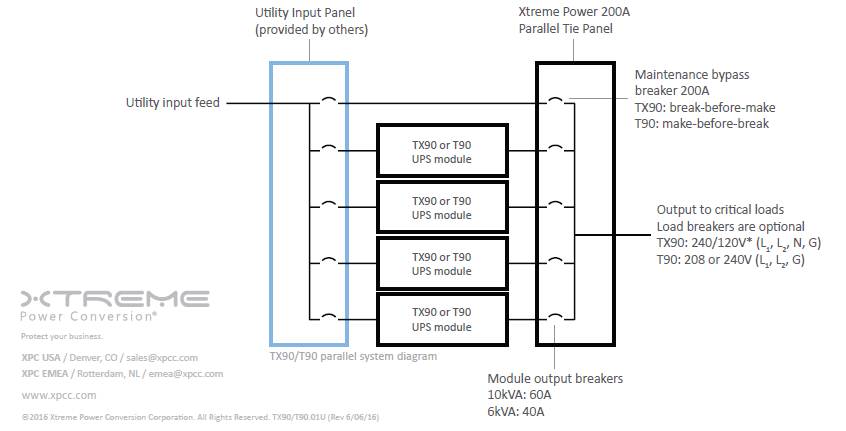 Utility Input Panel
(provided by others)
Xtreme Power 200A
Parallel Tie Panel
Maintenance bypass
breaker 200A
TX90: break-before-make
T90: make-before-break
Utility input feed
TX90 or T90
UPS module
TX90 or T90
UPS module
TX90 or T90
UPS module
TX90 or T90
UPS module
Output to critical loads
Load breakers are optional
TX90: 240/120V* (L₁, L₂, N, G)
T90: 208 or 240V (L₁, L₂, G)
XTREME
Power Conversion®
Protect your business.
XPC USA / Denver, CO / sales@xpcc.com
XPC EMEA / Rotterdam, NL / emea@xpcc.com
www.xpcc.com
©2016 Xtreme Power Conversion Corporation. All Rights Reserved. TX90/T90.01U (Rev 6/06/16)
TX90/T90 parallel system diagram
Module output breakers
10kVA: 60A
6kVA: 40A